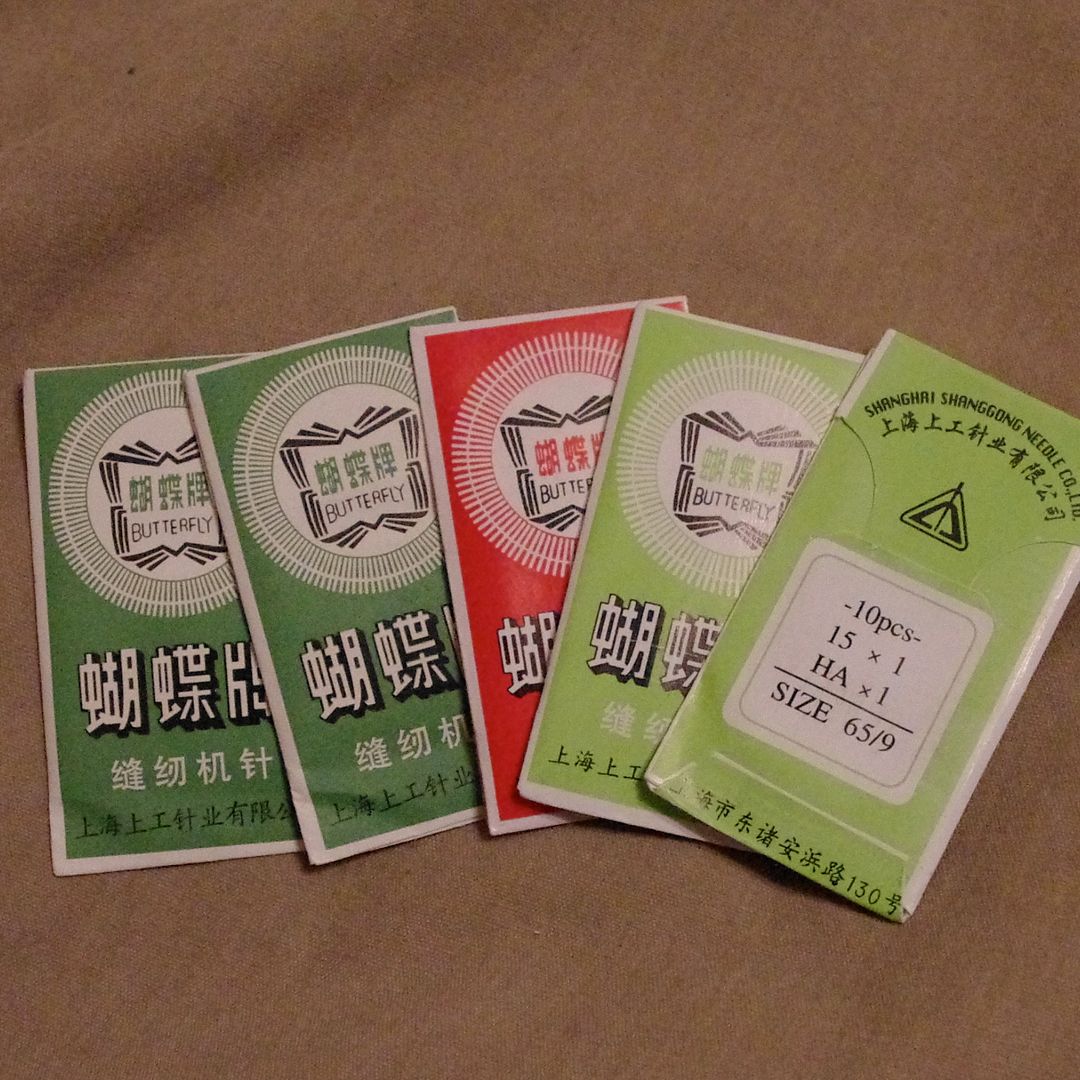 蝴蝶牌
BUTTERFLY
蝴蝶牌
缝纫机针
上海上工针业有限公
蝴蝶牌
BUTTERFLY
蝴蝶
缝纫机
上海上工针业
蝴蝶牌
BUTTERFLY
蝴
蝴蝶牌
BUTTERFLY
蝴蝶
缝纫
上海上工
SHANGHAI SHANGGONG NEEDLE CO.,LTD.
上海上工针业有限公司
-10pcs-
15 × 1
HA × 1
SIZE 65/9
上海市东诸安浜路130号